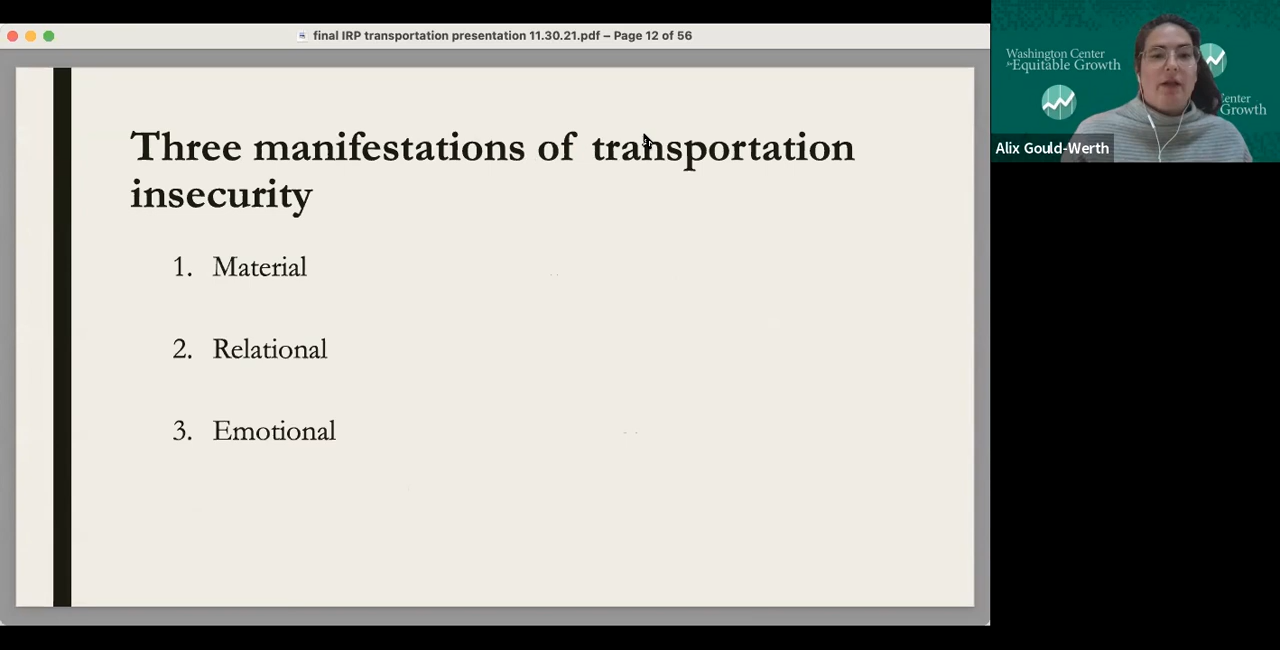 final IRP transportation presentation 11.30.21.pdf – Page 12 of 56
Three manifestations of transportation
insecurity
1. Material
2. Relational
3. Emotional
Washington Center
for Equitable Growth
Center
Growth
Alix Gould-Werth